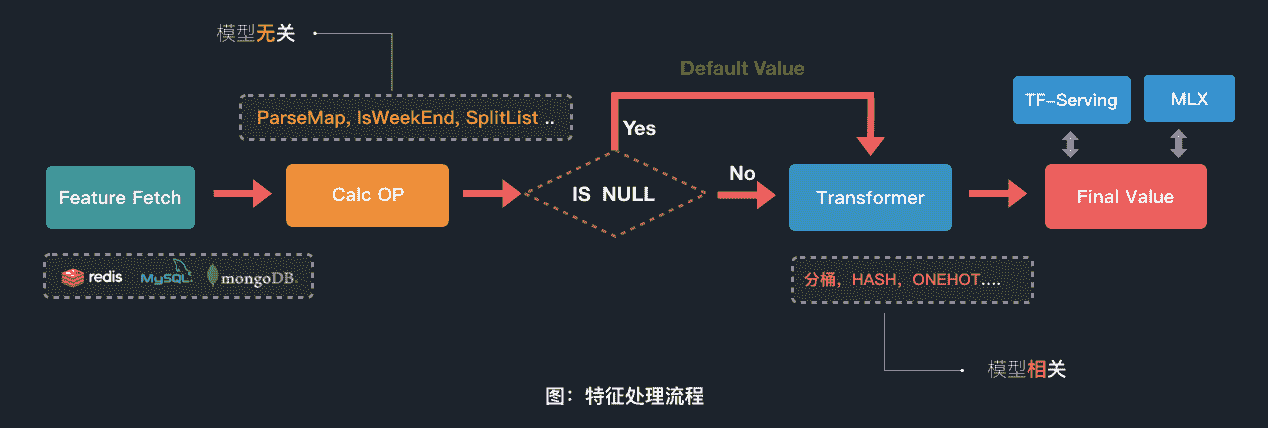 模型无关
Default Value
TF-Serving
MLX
ParseMap, IsWeekEnd, SplitList ..
Yes
Feature Fetch
Calc OP
IS NULL
No
Transformer
Final Value
redis
MySQL.
mongoDB.
分桶，HASH，ONEHOT....
模型相关
图：特征处理流程